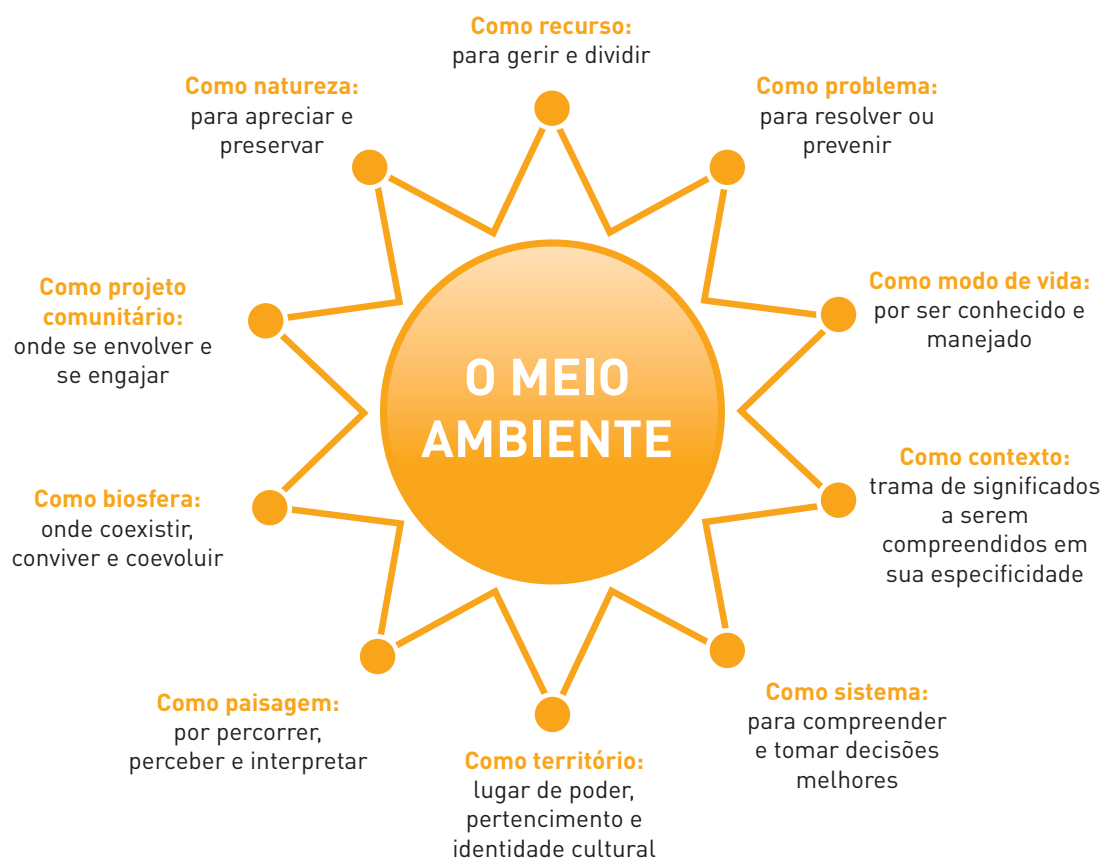 Como recurso:
para gerir e dividir
Como problema:
para resolver ou
prevenir
Como modo de vida:
por ser conhecido e
manejado
Como contexto:
trama de significados
a serem
compreendidos em
sua especificidade
Como sistema:
para compreender
e tomar decisões
melhores
Como território:
lugar de poder,
pertencimento e
identidade cultural
Como paisagem:
por percorrer,
perceber e interpretar
Como biosfera:
onde coexistir,
conviver e coevoluir
Como projeto
comunitário:
onde se envolver e
se engajar
Como natureza:
para apreciar e
preservar
O MEIO
AMBIENTE